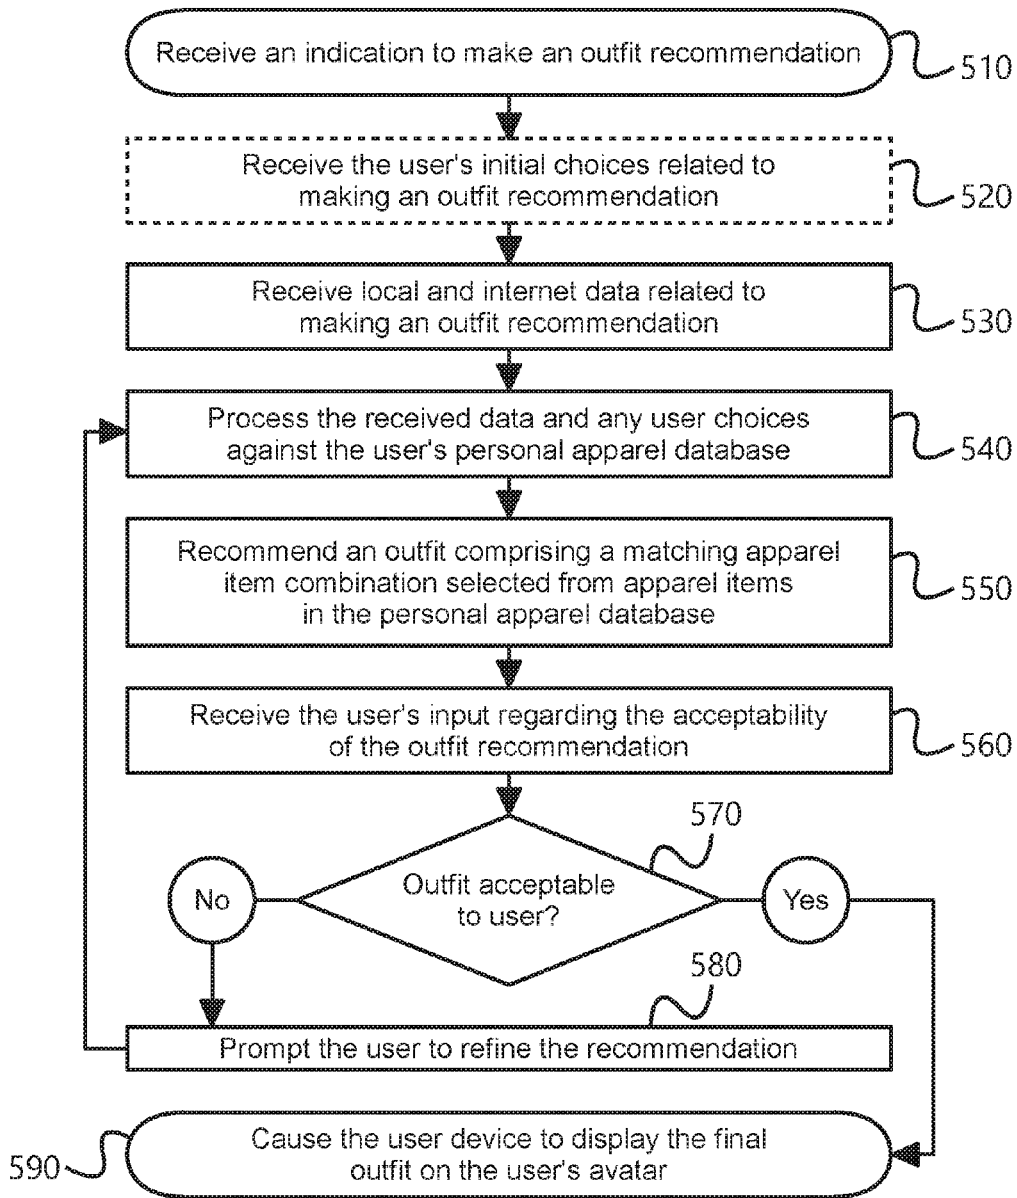 Receive an indication to make an outfit recommendation
510
Receive the user's initial choices related to
making an outfit recommendation
520
Receive local and internet data related to
making an outfit recommendation
530
Process the received data and any user choices
against the user's personal apparel database
540
Recommend an outfit comprising a matching apparel
item combination selected from apparel items
in the personal apparel database
550
Receive the user's input regarding the acceptability
of the outfit recommendation
560
570
Outfit acceptable
to user?
No
Yes
580
Prompt the user to refine the recommendation
Cause the user device to display the final
outfit on the user's avatar
590